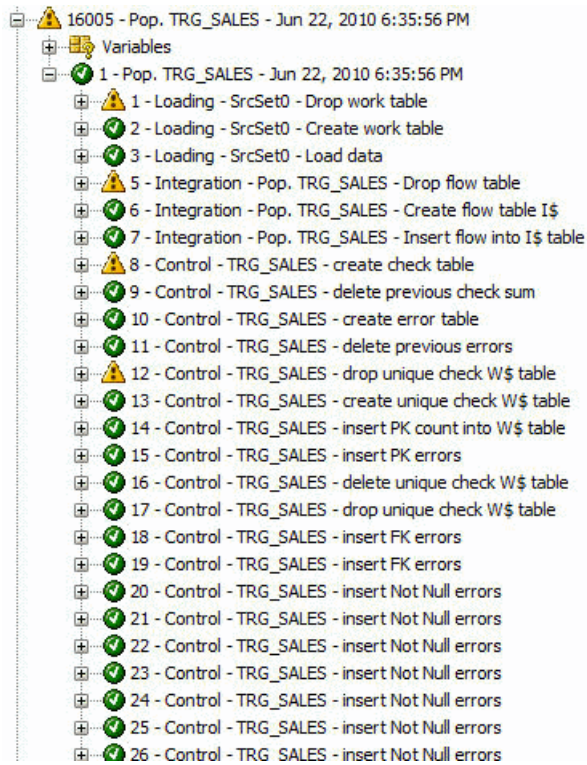 16005 - Pop. TRG_SALES - Jun 22, 2010 6:35:56 PM
Variables
1 - Pop. TRG_SALES - Jun 22, 2010 6:35:56 PM
1 - Loading - SrcSet0 - Drop work table
2 - Loading - SrcSet0 - Create work table
3 - Loading - SrcSet0 - Load data
5 - Integration - Pop. TRG_SALES - Drop flow table
6 - Integration - Pop. TRG_SALES - Create flow table I$
7 - Integration - Pop. TRG_SALES - Insert flow into I$ table
8 - Control - TRG_SALES - create check table
9 - Control - TRG_SALES - delete previous check sum
10 - Control - TRG_SALES - create error table
11 - Control - TRG_SALES - delete previous errors
12 - Control - TRG_SALES - drop unique check W$ table
13 - Control - TRG_SALES - create unique check W$ table
14 - Control - TRG_SALES - insert PK count into W$ table
15 - Control - TRG_SALES - insert PK errors
16 - Control - TRG_SALES - delete unique check W$ table
17 - Control - TRG_SALES - drop unique check W$ table
18 - Control - TRG_SALES - insert FK errors
19 - Control - TRG_SALES - insert FK errors
20 - Control - TRG_SALES - insert Not Null errors
21 - Control - TRG_SALES - insert Not Null errors
22 - Control - TRG_SALES - insert Not Null errors
23 - Control - TRG_SALES - insert Not Null errors
24 - Control - TRG_SALES - insert Not Null errors
25 - Control - TRG_SALES - insert Not Null errors
26 - Control - TRG_SALES - insert Not Null errors